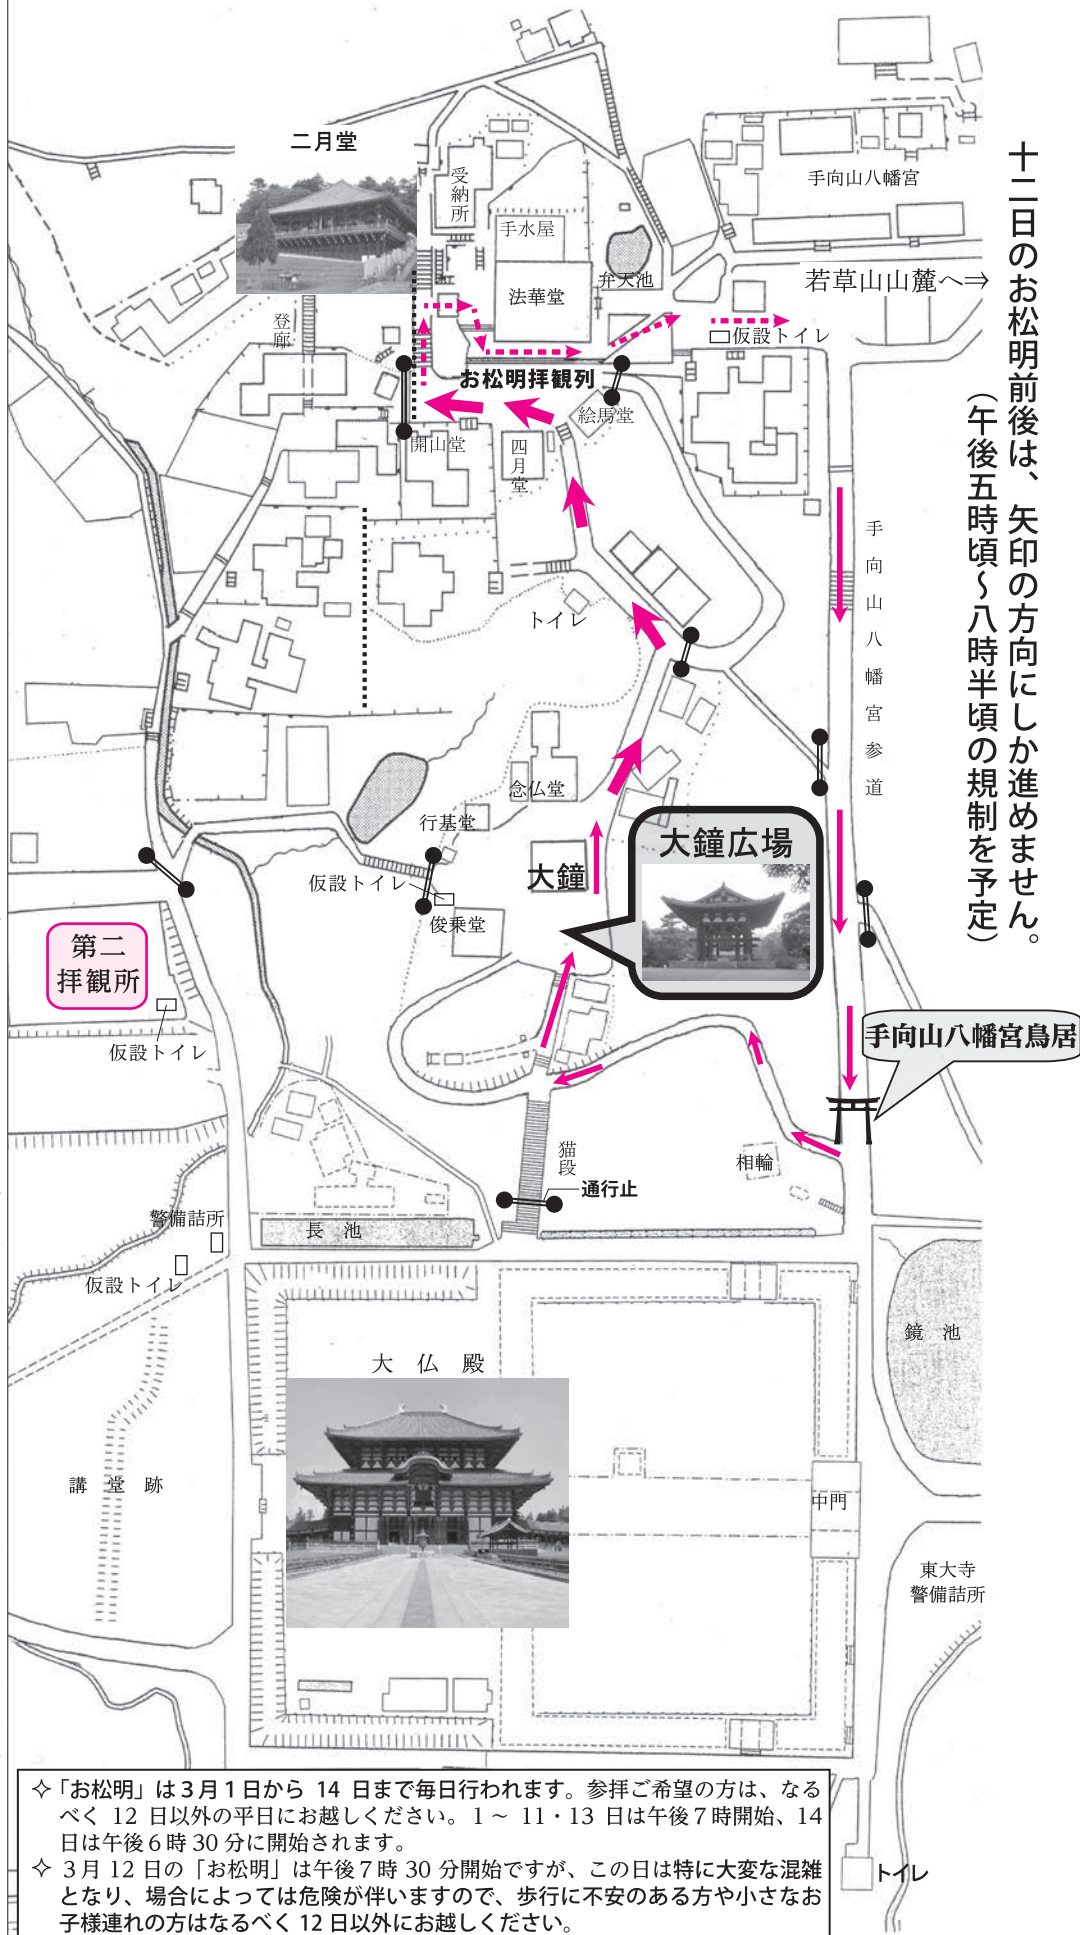 十二日のお松明前後は、矢印の方向にしか進めません。
（午後五時頃～八時半頃の規制を予定）
二月堂
受納所
手水屋
法華堂
弁天池
手向山八幡宮
若草山山麓へ⇒
仮設トイレ
登廊
お松明拝観列
絵馬堂
開山堂
四月堂
手向山八幡宮参道
トイレ
念仏堂
行基堂
大鐘
大鐘広場
仮設トイレ
俊乗堂
第二
拝観所
仮設トイレ
手向山八幡宮鳥居
猫段
通行止
相輪
警備詰所
長池
仮設トイレ
鏡池
大仏殿
講堂跡
中門
東大寺
警備詰所
トイレ
✧「お松明」は３月１日から 14 日まで毎日行われます。参拝ご希望の方は、なる
べく 12 日以外の平日にお越しください。１～ 11・13 日は午後７時開始、14
日は午後６時 30 分に開始されます。
✧ ３月 12 日の「お松明」は午後７時 30 分開始ですが、この日は特に大変な混雑
となり、場合によっては危険が伴いますので、歩行に不安のある方や小さなお
子様連れの方はなるべく 12 日以外にお越しください。